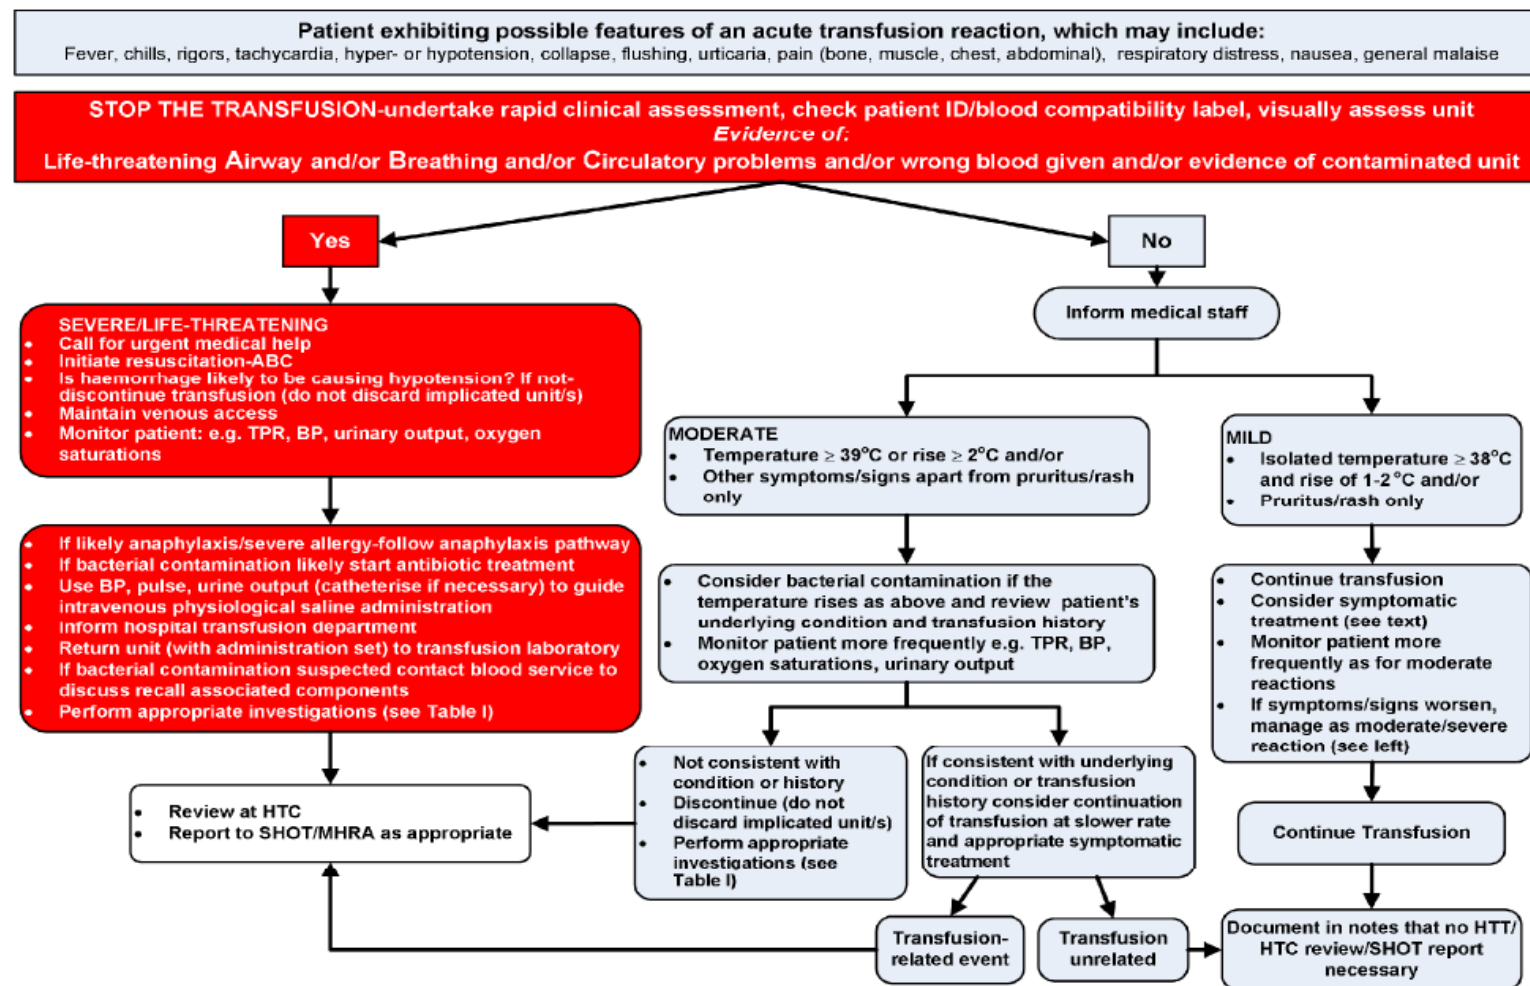 Patient exhibiting possible features of an acute transfusion reaction, which may include:
Fever, chills, rigors, tachycardia, hyper- or hypotension, collapse, flushing, urticaria, pain (bone, muscle, chest, abdominal), respiratory distress, nausea, general malaise
STOP THE TRANSFUSION-undertake rapid clinical assessment, check patient ID/blood compatibility label, visually assess unit
Evidence of:
Life-threatening Airway and/or Breathing and/or Circulatory problems and/or wrong blood given and/or evidence of contaminated unit
Yes
No
Inform medical staff
SEVERE/LIFE-THREATENING
• Call for urgent medical help
• Initiate resuscitation-ABC
• Is haemorrhage likely to be causing hypotension? If not-
discontinue transfusion (do not discard implicated unit/s)
• Maintain venous access
• Monitor patient: e.g. TPR, BP, urinary output, oxygen
saturations
MODERATE
• Temperature ≥ 39°C or rise ≥ 2°C and/or
• Other symptoms/signs apart from pruritus/rash
only
MILD
• Isolated temperature ≥ 38°C
and rise of 1-2°C and/or
• Pruritus/rash only
• If likely anaphylaxis/severe allergy-follow anaphylaxis pathway
• If bacterial contamination likely start antibiotic treatment
• Use BP, pulse, urine output (catheterise if necessary) to guide
intravenous physiological saline administration
• Inform hospital transfusion department
• Return unit (with administration set) to transfusion laboratory
• If bacterial contamination suspected contact blood service to
discuss recall associated components
• Perform appropriate investigations (see Table I)
• Consider bacterial contamination if the
temperature rises as above and review patient's
underlying condition and transfusion history
• Monitor patient more frequently e.g. TPR, BP,
oxygen saturations, urinary output
• Continue transfusion
• Consider symptomatic
treatment (see text)
• Monitor patient more
frequently as for moderate
reactions
• If symptoms/signs worsen,
manage as moderate/severe
reaction (see left)
• Not consistent with
condition or history
• Discontinue (do not
discard implicated unit/s)
• Perform appropriate
investigations (see
Table I)
If consistent with underlying
condition or transfusion
history consider continuation
of transfusion at slower rate
and appropriate symptomatic
treatment
• Review at HTC
• Report to SHOT/MHRA as appropriate
Continue Transfusion
Transfusion-
related event
Transfusion
unrelated
Document in notes that no HTT/
HTC review/SHOT report
necessary